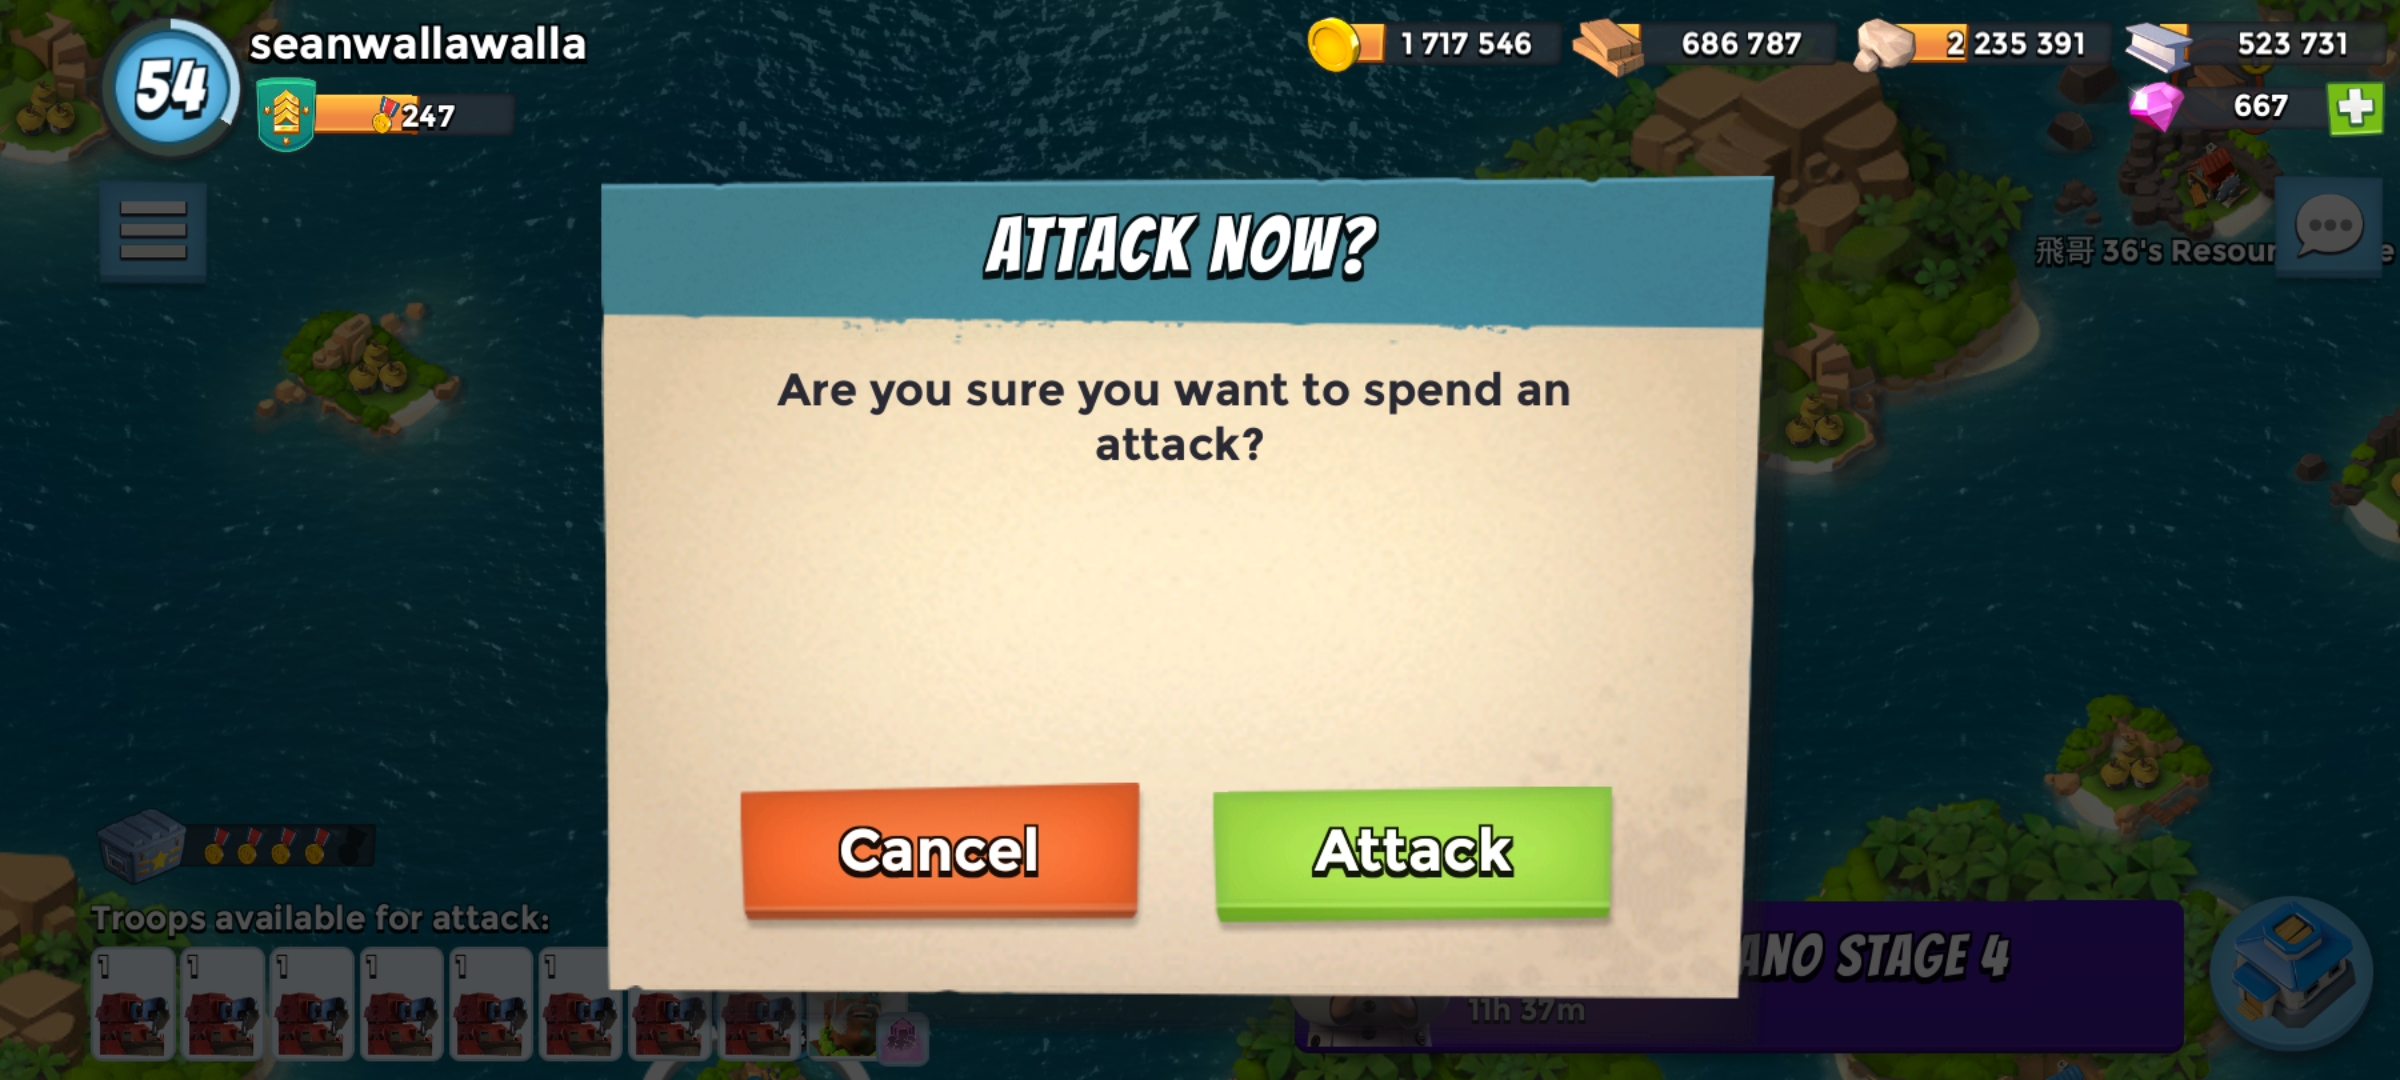 54
seanwallawalla
247
1 717 546
686 787
2 235 391
523 731
667
飛哥 36's Resour
e
ATTACK NOW?
Are you sure you want to spend an
attack?
Cancel
Attack
Troops available for attack:
1 1 1 1 1 1
ANO STAGE 4
11h 37m